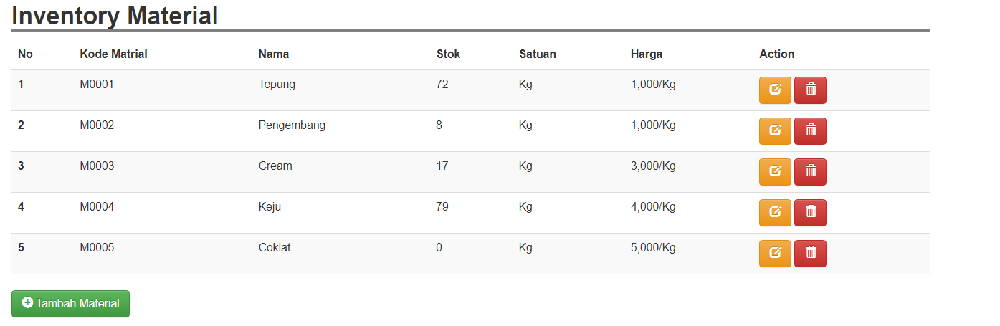 Inventory Material
No Kode Matrial Nama Stok Satuan Harga Action
1 M0001 Tepung 72 Kg 1,000/Kg
2 M0002 Pengembang 8 Kg 1,000/Kg
3 M0003 Cream 17 Kg 3,000/Kg
4 M0004 Keju 79 Kg 4,000/Kg
5 M0005 Coklat 0 Kg 5,000/Kg
Tambah Material